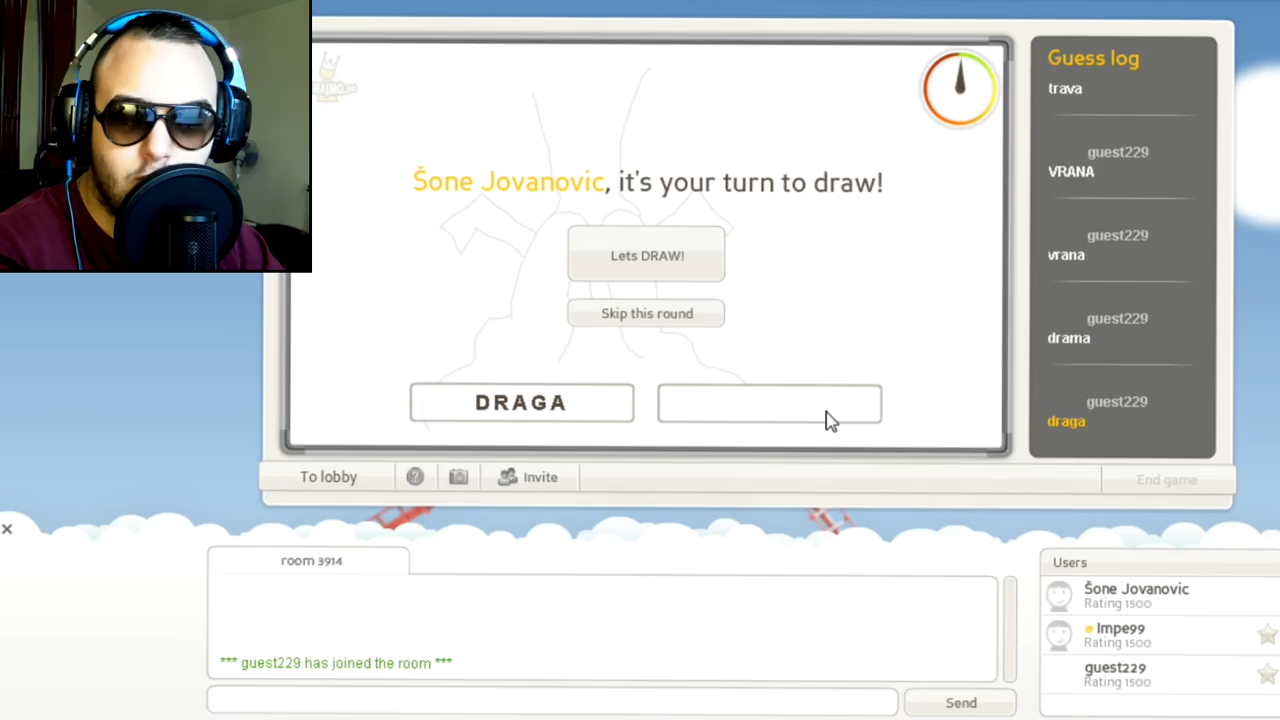 Guess log
trava
guest229
VRANA
guest229
vrana
guest229
drama
guest229
draga
Šone Jovanovic, it's your turn to draw!
Lets DRAW!
Skip this round
DRAGA
To lobby
?
Invite
End game
room 3914
*** guest229 has joined the room ***
Send
Users
Šone Jovanovic
Rating 1500
Impe99
Rating 1500
guest229
Rating 1500